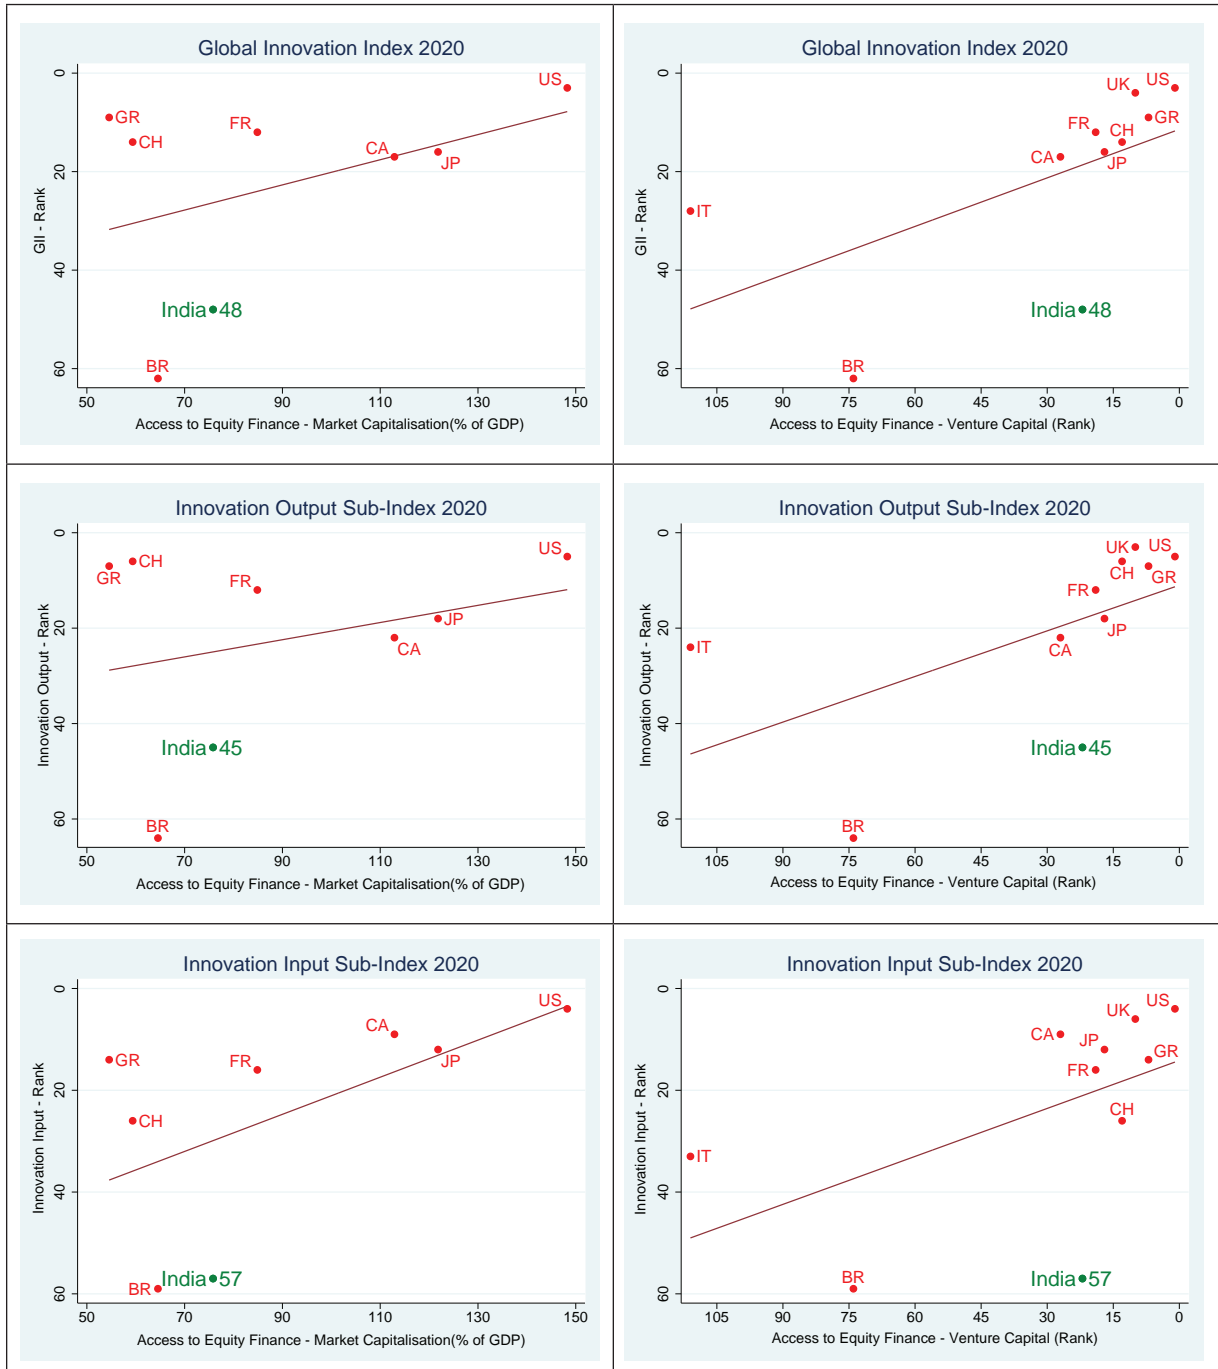 Global Innovation Index 2020
GII - Rank
0
20
40
60
US
GR
CH
FR
CA
JP
India 48
BR
50 70 90 110 130 150
Access to Equity Finance - Market Capitalisation(% of GDP)
Global Innovation Index 2020
GII - Rank
0
20
40
60
UK US
FR CH GR
CA JP
IT
India 48
BR
105 90 75 60 45 30 15 0
Access to Equity Finance - Venture Capital (Rank)
Innovation Output Sub-Index 2020
Innovation Output - Rank
0
20
40
60
US
CH
GR
FR
JP
CA
India 45
BR
50 70 90 110 130 150
Access to Equity Finance - Market Capitalisation(% of GDP)
Innovation Output Sub-Index 2020
Innovation Output - Rank
0
20
40
60
UK US
CH GR
FR
JP
IT
CA
India 45
BR
105 90 75 60 45 30 15 0
Access to Equity Finance - Venture Capital (Rank)
Innovation Input Sub-Index 2020
Innovation Input - Rank
0
20
40
60
US
CA
JP
GR
FR
CH
India 57
BR
50 70 90 110 130 150
Access to Equity Finance - Market Capitalisation(% of GDP)
Innovation Input Sub-Index 2020
Innovation Input - Rank
0
20
40
60
UK US
CA JP GR
FR
CH
IT
India 57
BR
105 90 75 60 45 30 15 0
Access to Equity Finance - Venture Capital (Rank)